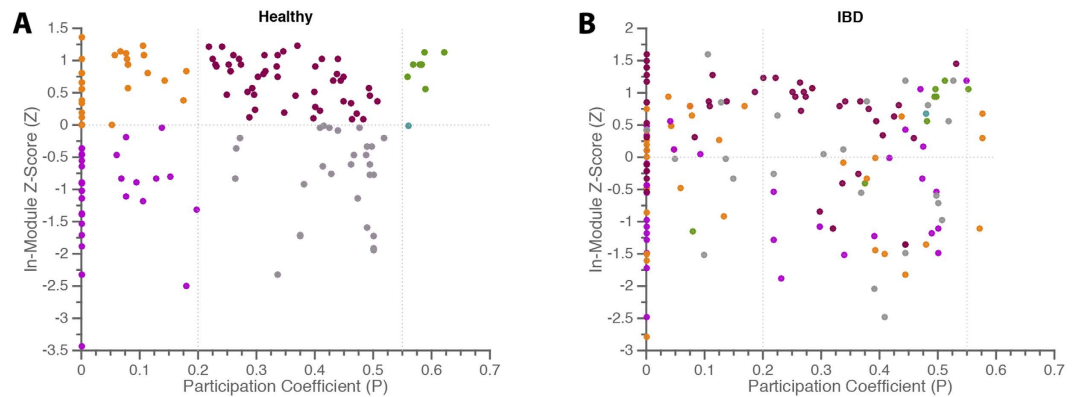 A
Healthy
1.5
1
0.5
0
-0.5
-1
-1.5
-2
-2.5
-3
-3.5
In-Module Z-Score (Z)
0 0.1 0.2 0.3 0.4 0.5 0.6 0.7
Participation Coefficient (P)
B
IBD
2
1.5
1
0.5
0
-0.5
-1
-1.5
-2
-2.5
-3
In-Module Z-Score (Z)
0 0.1 0.2 0.3 0.4 0.5 0.6 0.7
Participation Coefficient (P)